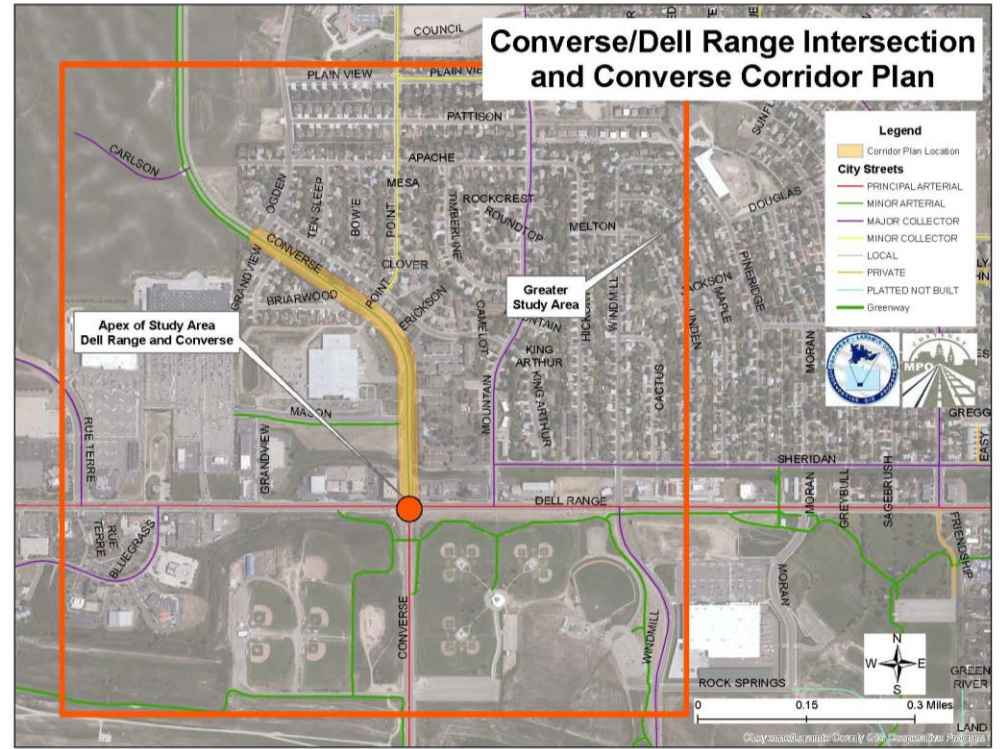 COUNCIL
Converse/Dell Range Intersection
and Converse Corridor Plan
PLAIN VIEW
PLAIN VIE
PATTISON
SUNFL
Legend
Corridor Plan Location
City Streets
PRINCIPAL ARTERIAL
MINOR ARTERIAL
MAJOR COLLECTOR
MINOR COLLECTOR
LOCAL
PRIVATE
PLATTED NOT BUILT
Greenway
CARLSON
APACHE
OGDEN
TEN SLEEP
BOWIE
MESA
POINT
TIMBERLINE
ROCKCREST
ROUNDTOP
MELTON
DOUGLAS
CONVERSE
CLOVER
GRANDVIEW
BRIARWOOD
POINT
ERICKSON
Greater
Study Area
JACKSON
PINERIDGE
MAPLE
LINDEN
WINDMILL
Apex of Study Area
Dell Range and Converse
CAMELOT
KING
ARTHUR
KING ARTHUR
MOUNTAIN
CACTUS
MORAN
CHEYENNE
MPO
MASON
GRANDVIEW
RUE TERRE
GREGG
EASY
SHERIDAN
DELL RANGE
MORAN
GREYBULL
SAGEBRUSH
RUE
TERRE
BLUEGRASS
FRIENDSHIP
CONVERSE
WINDMILL
MORAN
N
W E
S
ROCK SPRINGS
GREEN
RIVER
0 0.15 0.3 Miles
LAND
Cheyenne/Laramie County GIS Cooperative Program